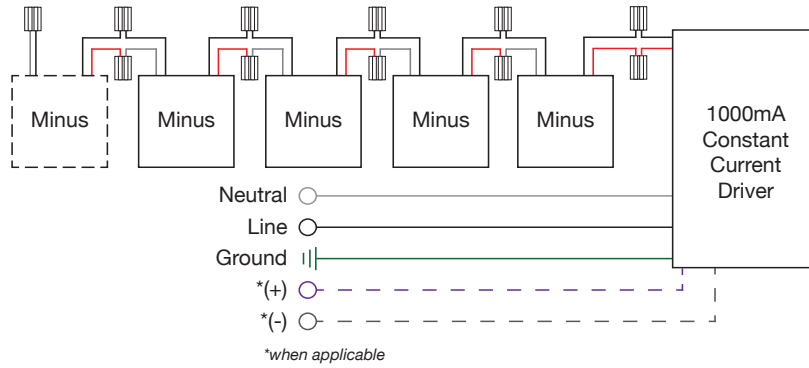 Minus
Minus
Minus
Minus
Minus
1000mA
Constant
Current
Driver
Neutral
Line
Ground
*(+)
*(-)
*when applicable